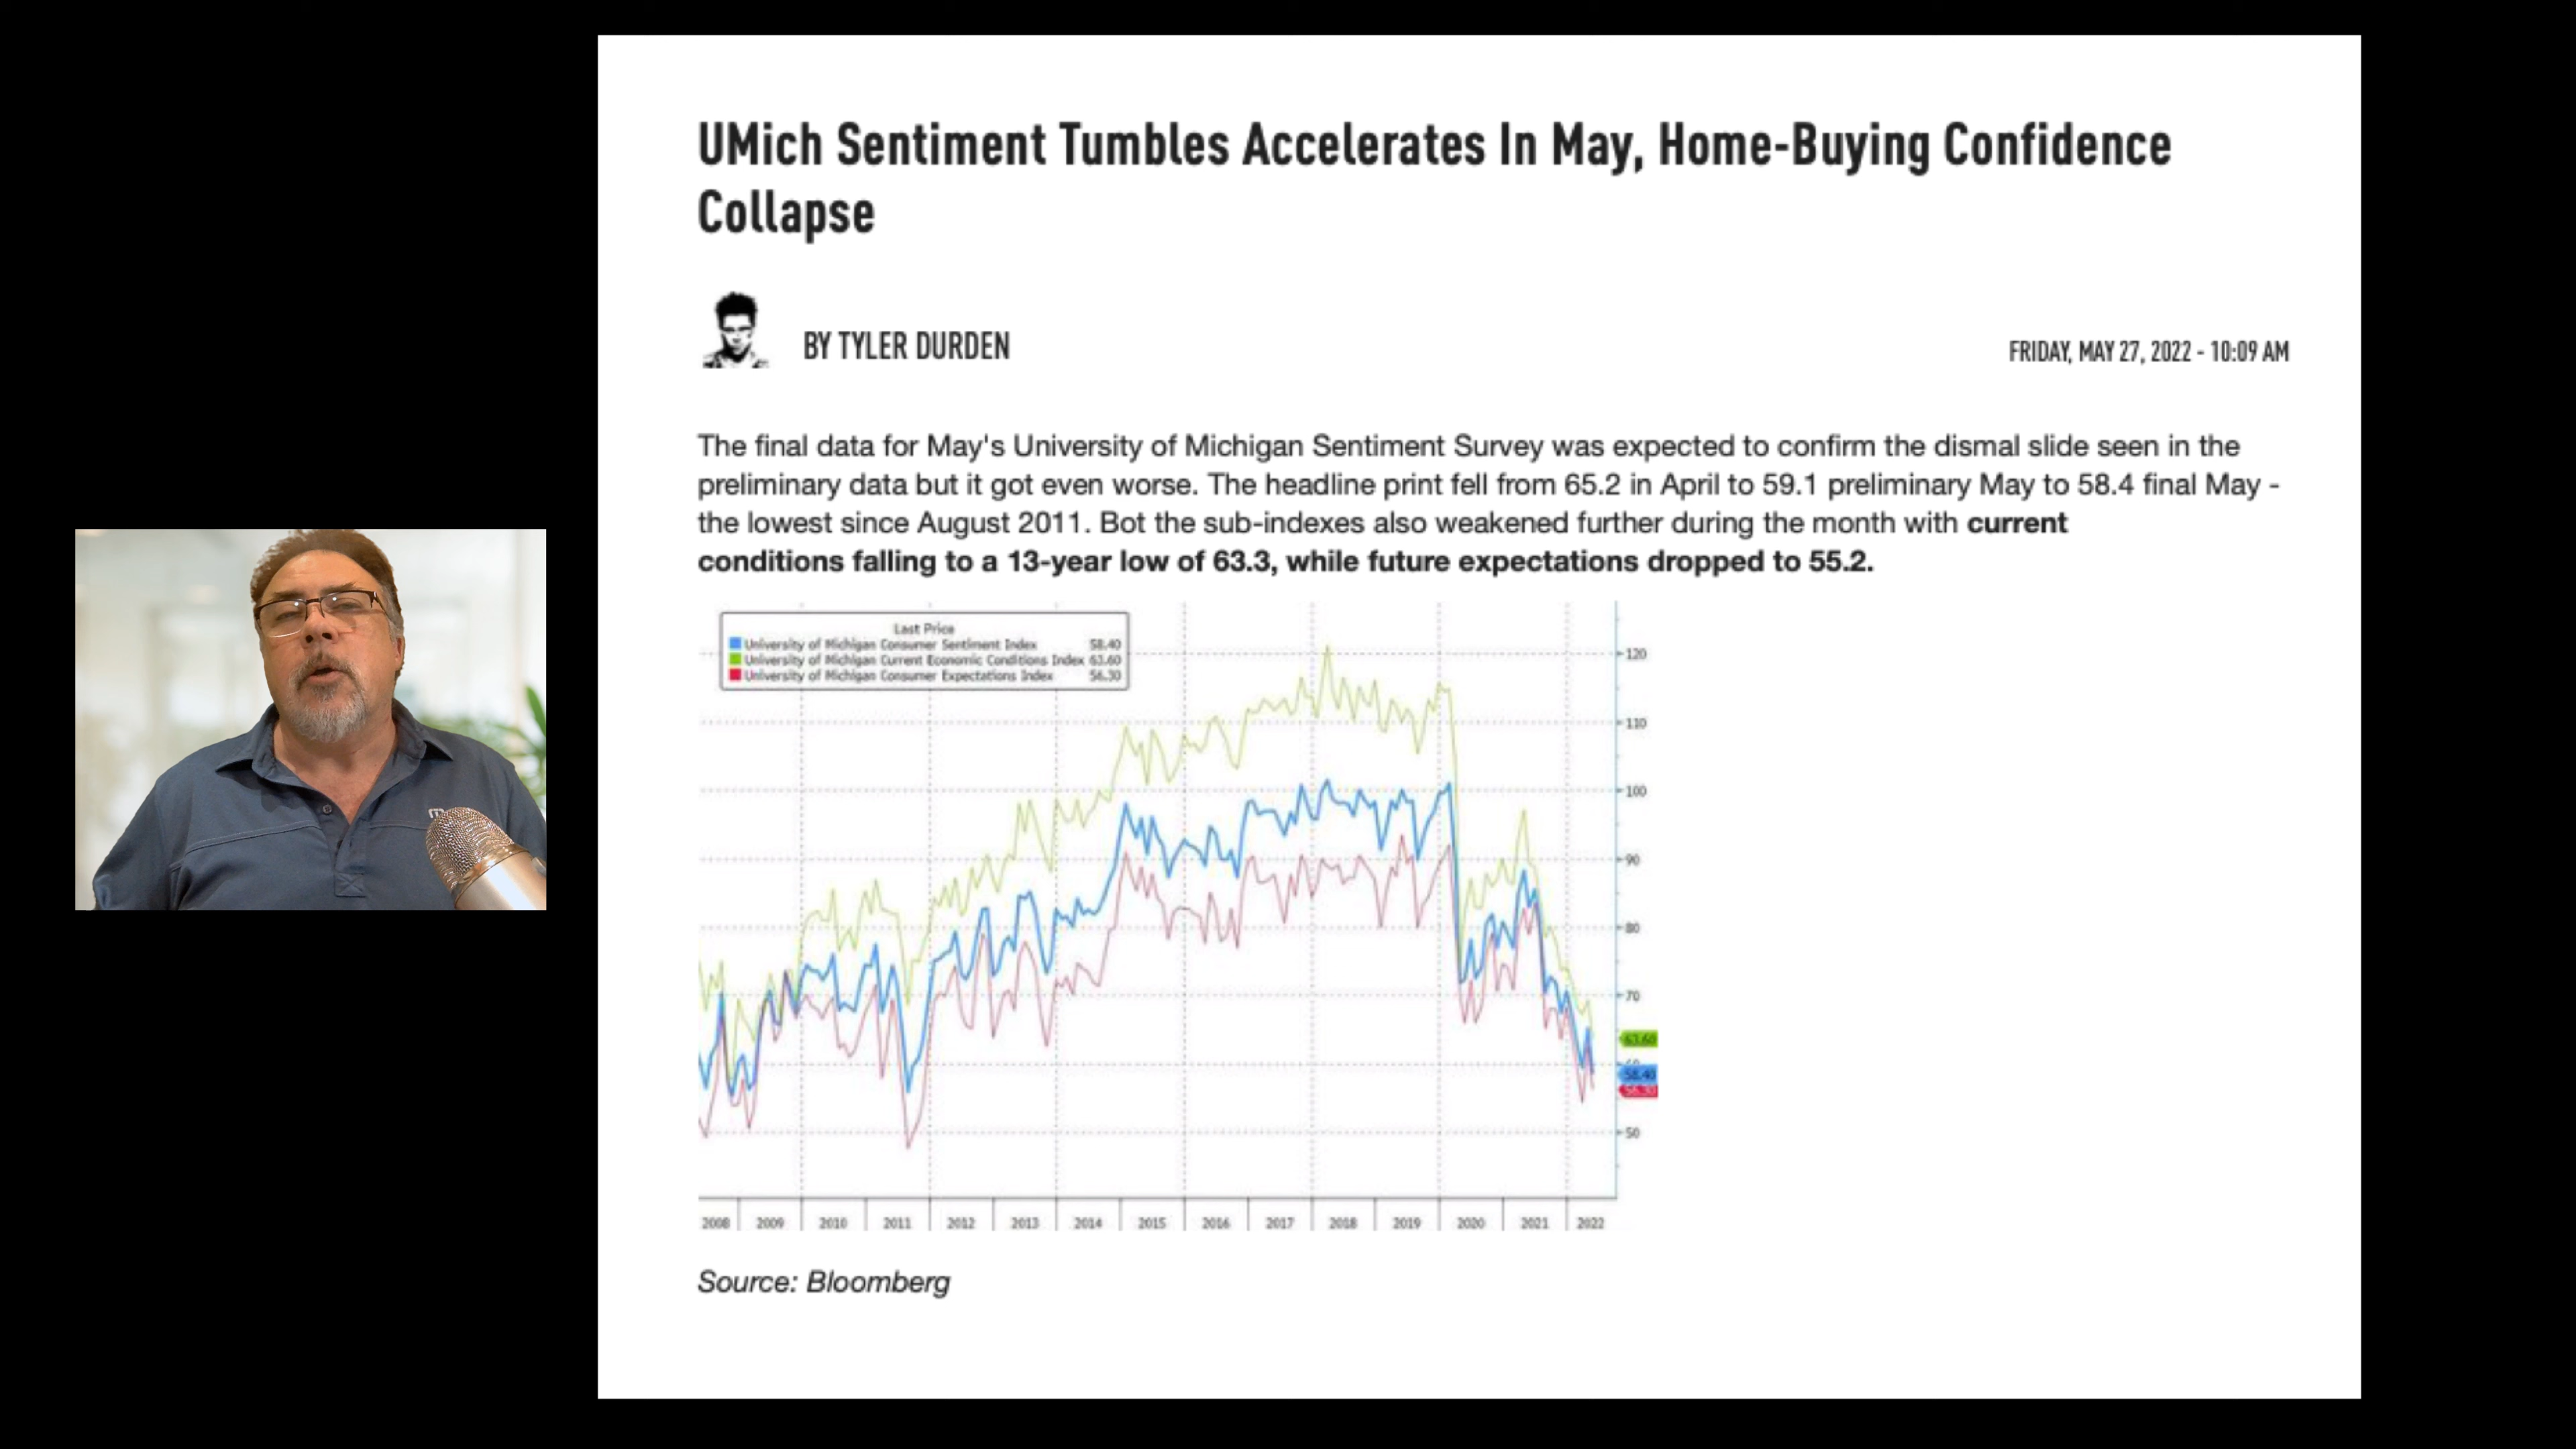 UMich Sentiment Tumbles Accelerates In May, Home-Buying Confidence
Collapse
BY TYLER DURDEN
FRIDAY, MAY 27, 2022 - 10:09 AM
The final data for May's University of Michigan Sentiment Survey was expected to confirm the dismal slide seen in the
preliminary data but it got even worse. The headline print fell from 65.2 in April to 59.1 preliminary May to 58.4 final May -
the lowest since August 2011. Bot the sub-indexes also weakened further during the month with current
conditions falling to a 13-year low of 63.3, while future expectations dropped to 55.2.
Last Price
University of Michigan Consumer Sentiment Index 58.40
University of Michigan Current Economic Conditions Index 63.60
University of Michigan Consumer Expectations Index 56.30
120
110
100
90
80
70
63.60
60
58.40
56.30
50
2008 2009 2010 2011 2012 2013 2014 2015 2016 2017 2018 2019 2020 2021 2022
Source: Bloomberg